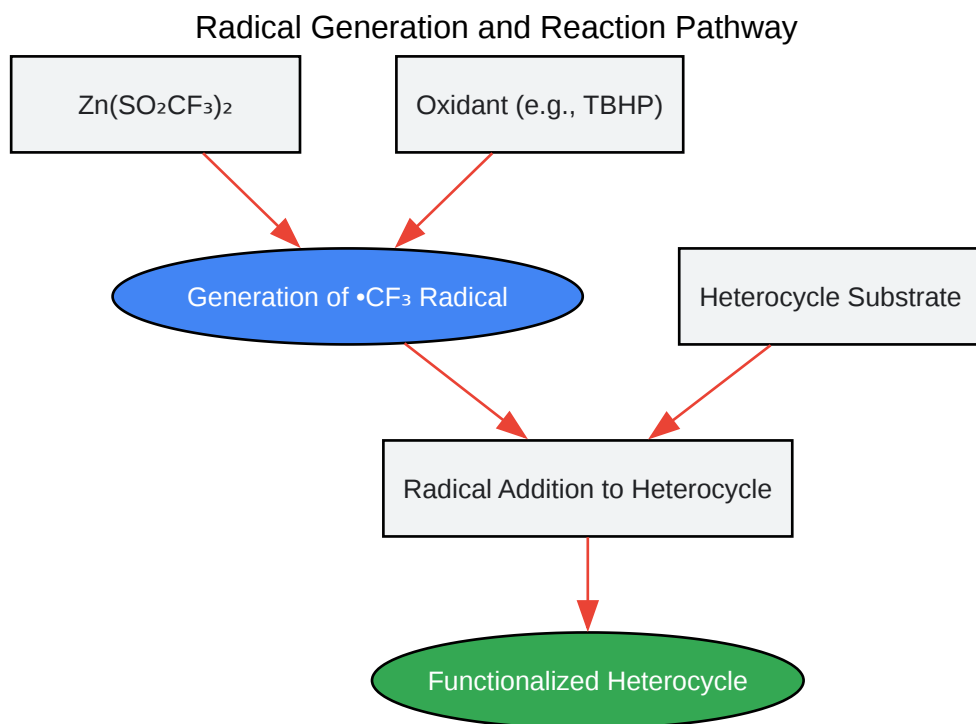 Radical Generation and Reaction Pathway
Zn(SO₂CF₃)₂
Oxidant (e.g., TBHP)
Generation of •CF₃ Radical
Heterocycle Substrate
Radical Addition to Heterocycle
Functionalized Heterocycle